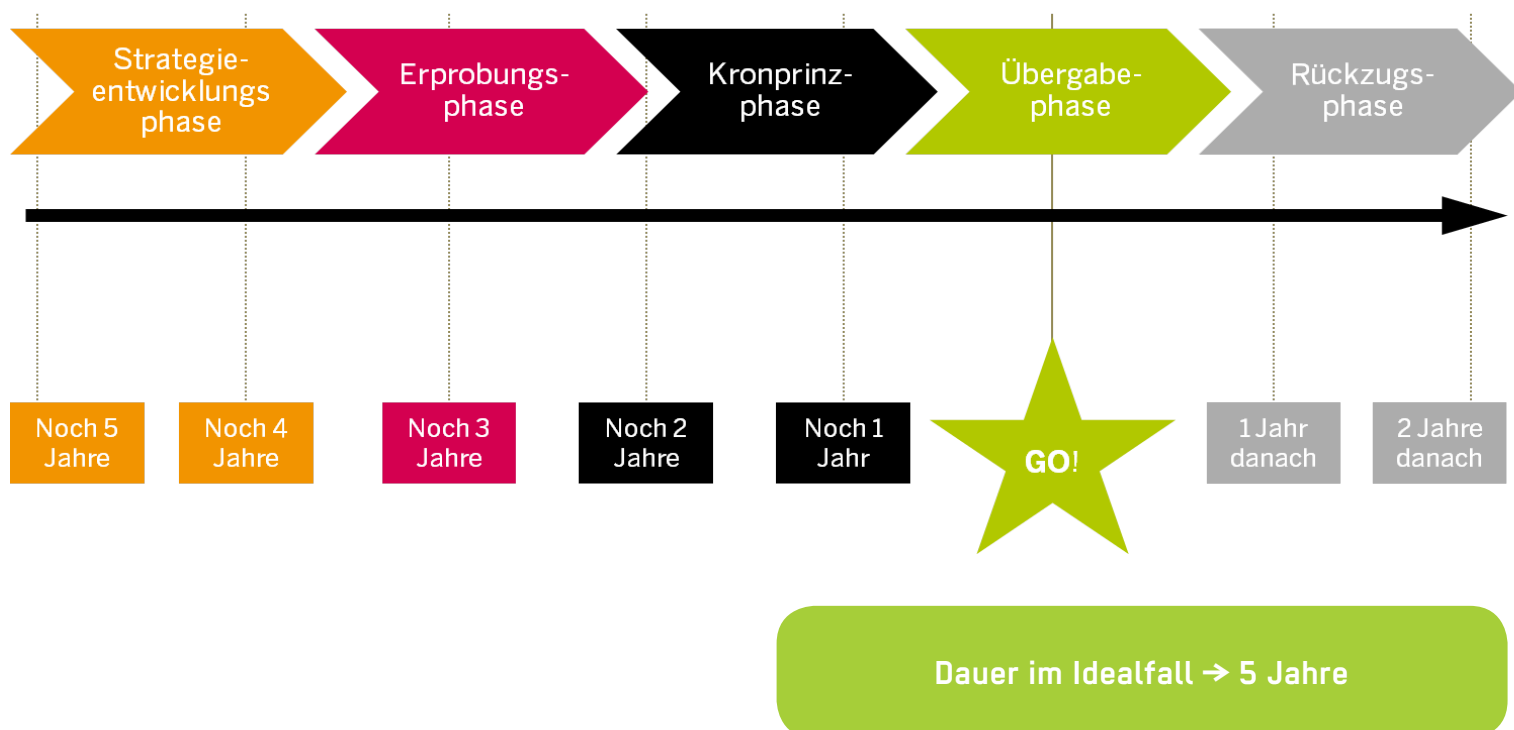 Strategie-
entwicklungs
phase
Erprobungs-
phase
Kronprinz-
phase
Übergabe-
phase
Rückzugs-
phase
Noch 5
Jahre
Noch 4
Jahre
Noch 3
Jahre
Noch 2
Jahre
Noch 1
Jahr
GO!
1 Jahr
danach
2 Jahre
danach
Dauer im Idealfall → 5 Jahre